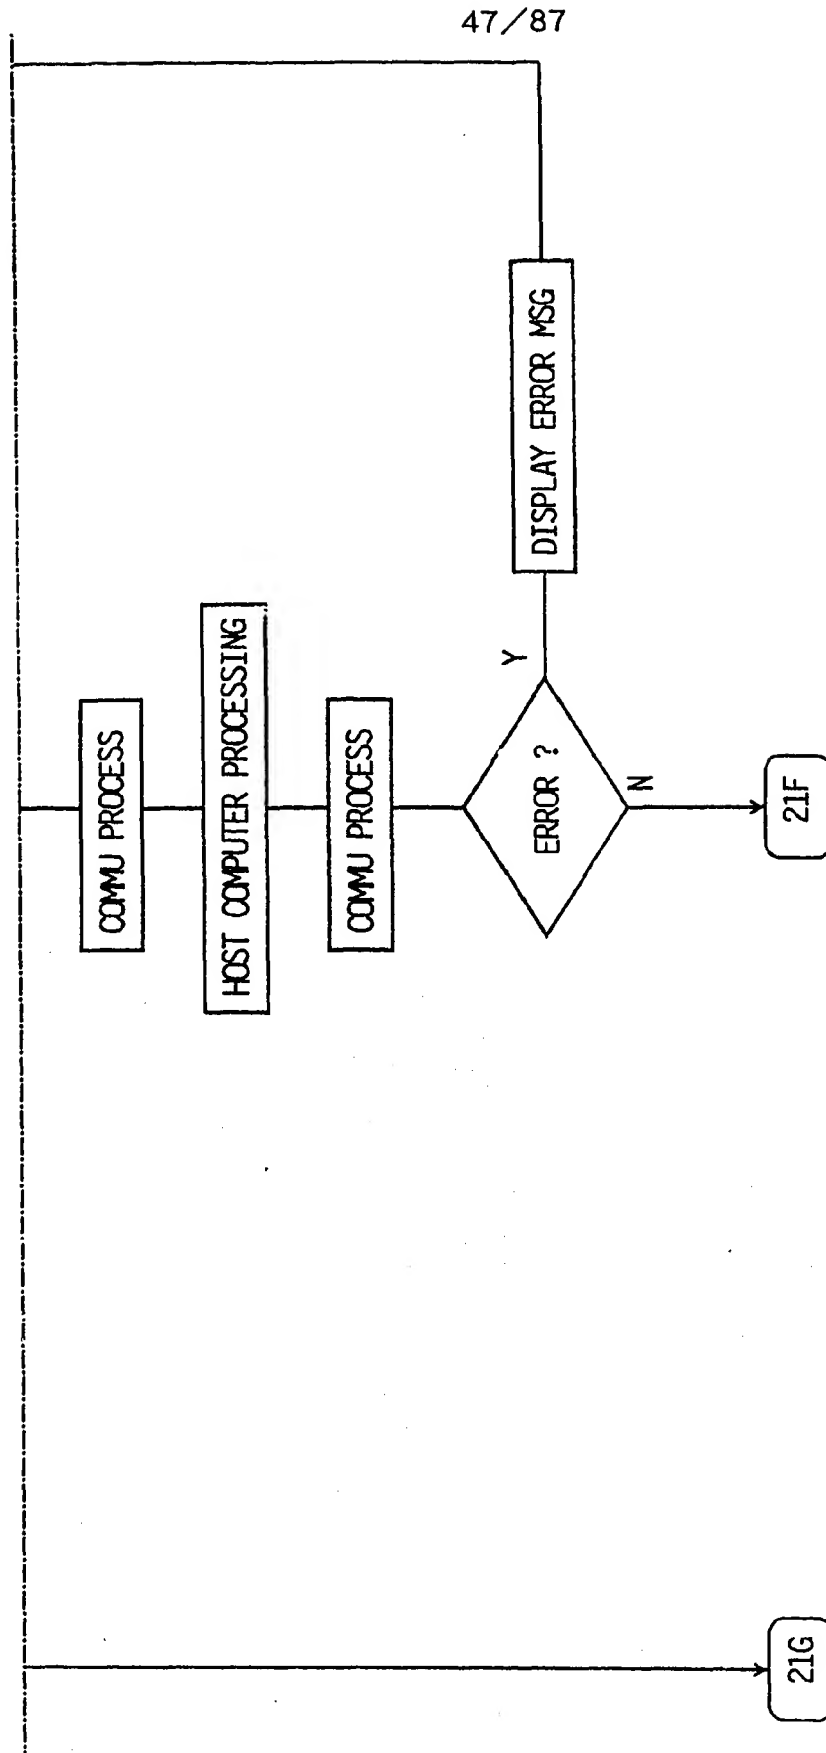 47/87
COMMU PROCESS
HOST COMPUTER PROCESSING
COMMU PROCESS
ERROR ?
Y
DISPLAY ERROR MSG
N
21F
21G